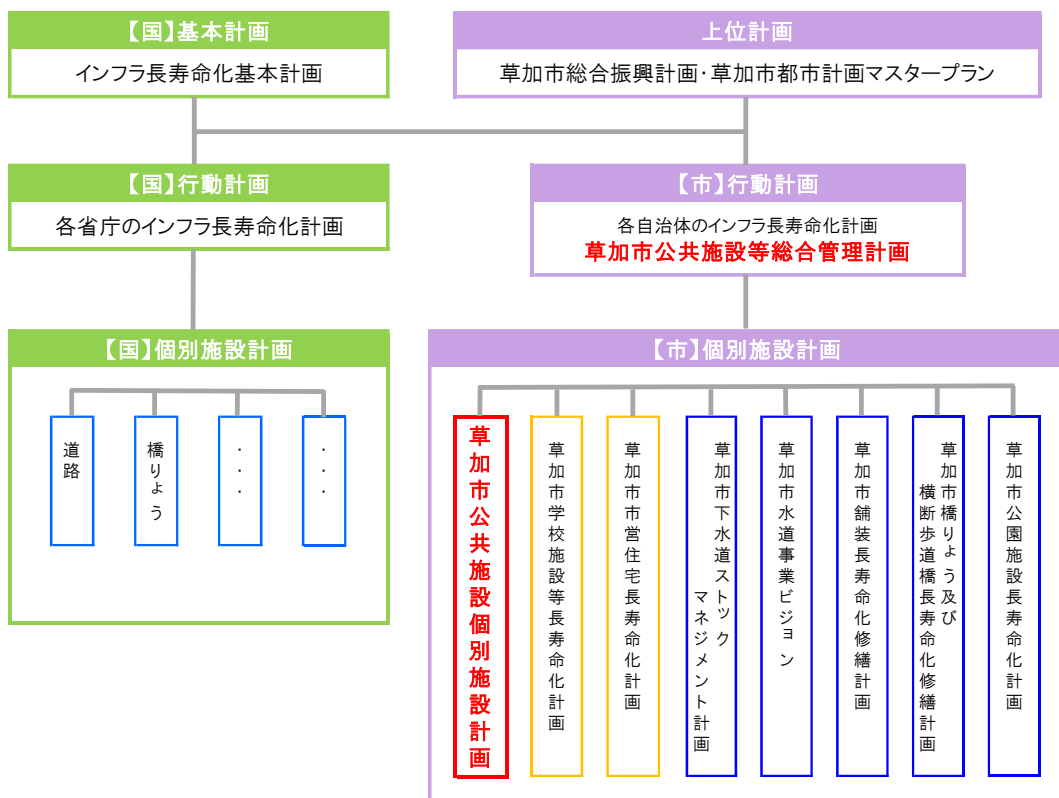 【国】基本計画
インフラ長寿命化基本計画
上位計画
草加市総合振興計画・草加市都市計画マスタープラン
【国】行動計画
各省庁のインフラ長寿命化計画
【市】行動計画
各自治体のインフラ長寿命化計画
草加市公共施設等総合管理計画
【国】個別施設計画
道路
橋りょう
・・・
・・・
【市】個別施設計画
草加市公共施設個別施設計画
草加市学校施設等長寿命化計画
草加市市営住宅長寿命化計画
草加市下水道ストック
マネジメント計画
草加市水道事業ビジョン
草加市舗装長寿命化修繕計画
草加市橋りょう及び
横断歩道橋長寿命化修繕計画
草加市公園施設長寿命化計画